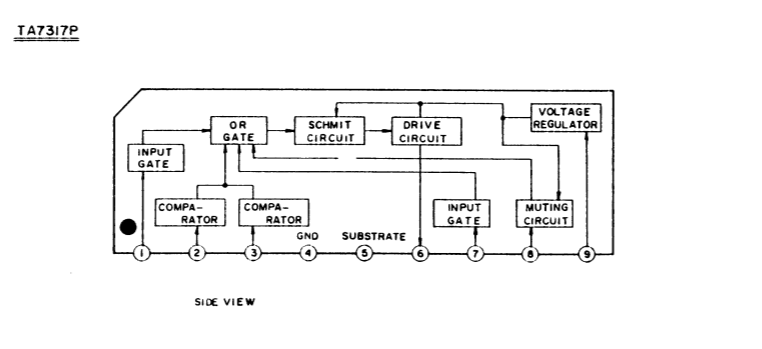 TA7317P
OR
GATE
SCHMIT
CIRCUIT
DRIVE
CIRCUIT
VOLTAGE
REGULATOR
INPUT
GATE
COMPA-
RATOR
COMPA-
RATOR
INPUT
GATE
MUTING
CIRCUIT
GND
SUBSTRATE
1 2 3 4 5 6 7 8 9
SIDE VIEW